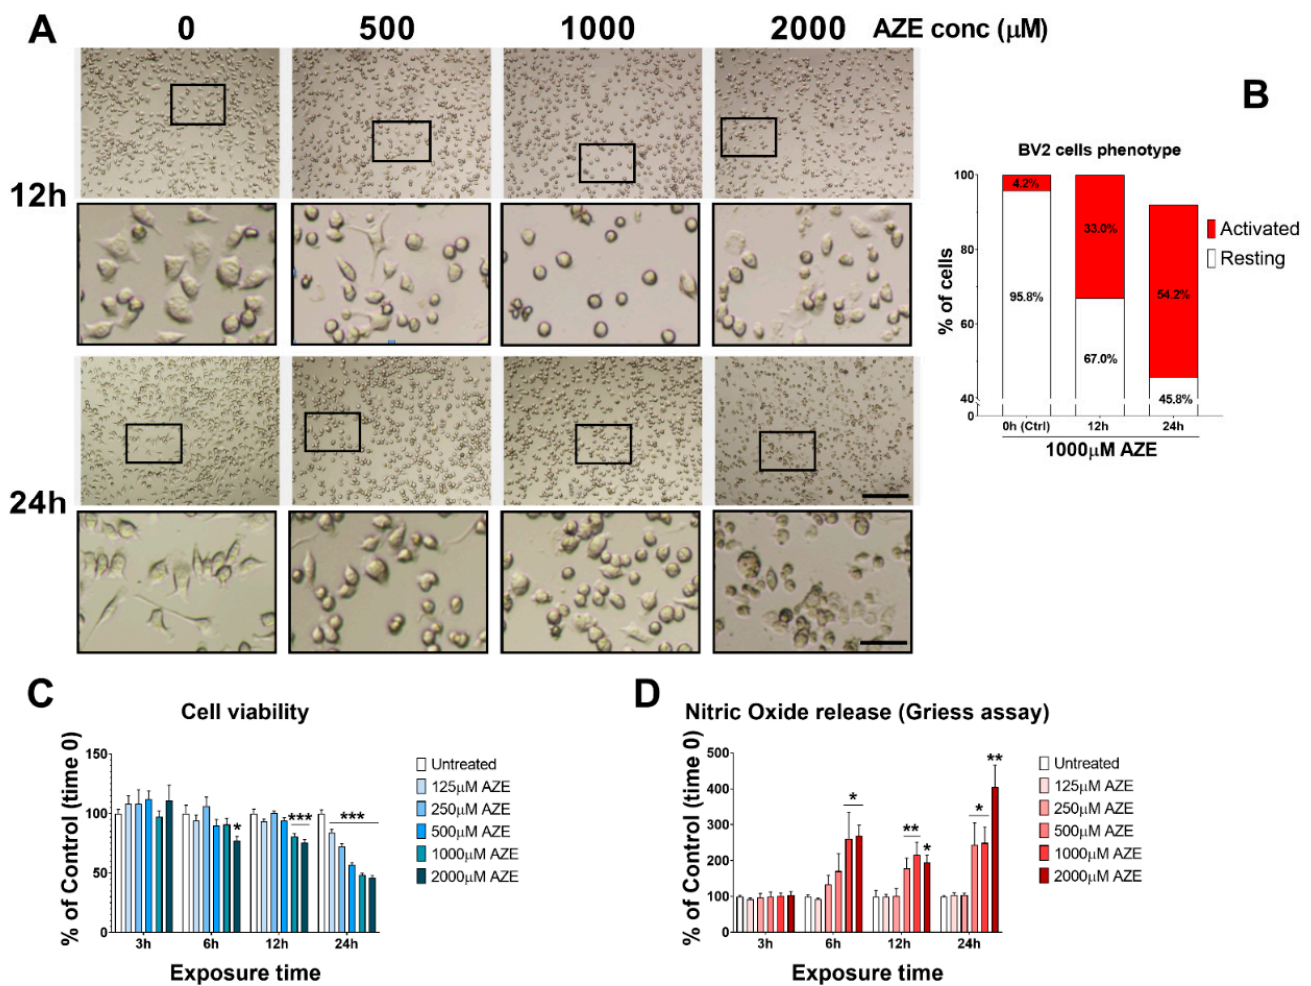 A
0 500 1000 2000 AZE conc (μM)
12h
24h
B
BV2 cells phenotype
% of cells
100
80
60
40
0
4.2%
95.8%
33.0%
67.0%
54.2%
45.8%
Activated
Resting
0h (Ctrl) 12h 24h
1000μM AZE
C
Cell viability
% of Control (time 0)
150
100
50
0
*
***
***
3h 6h 12h 24h
Exposure time
Untreated
125μM AZE
250μM AZE
500μM AZE
1000μM AZE
2000μM AZE
D
Nitric Oxide release (Griess assay)
% of Control (time 0)
500
400
300
200
100
0
*
**
*
*
**
3h 6h 12h 24h
Exposure time
Untreated
125μM AZE
250μM AZE
500μM AZE
1000μM AZE
2000μM AZE